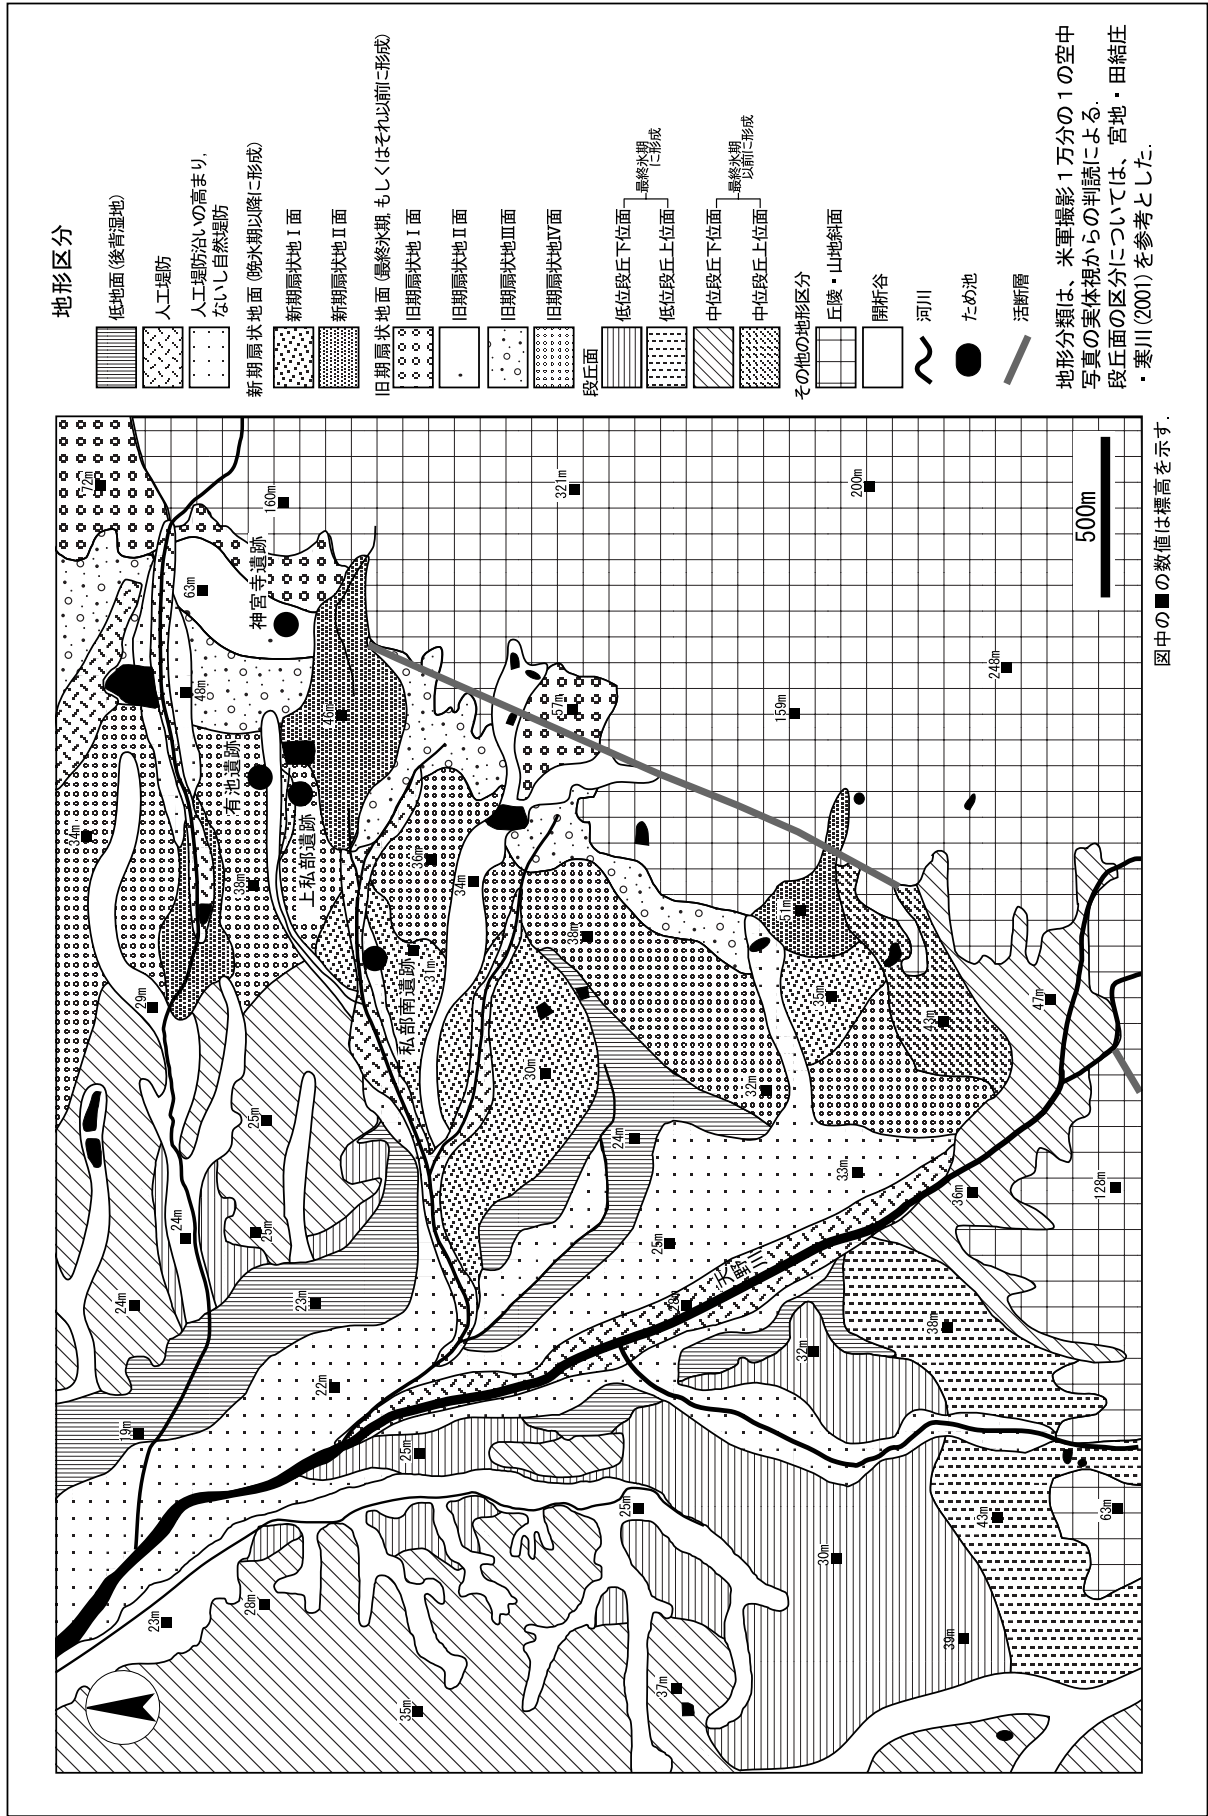 地形区分
低地面(後背湿地)
人工堤防
人工堤防沿いの高まり,
ないし自然堤防
新期扇状地面(晩氷期以降に形成)
新期扇状地Ⅰ面
新期扇状地Ⅱ面
旧期扇状地面(最終氷期,もしくはそれ以前に形成)
旧期扇状地Ⅰ面
旧期扇状地Ⅱ面
旧期扇状地Ⅲ面
旧期扇状地Ⅳ面
段丘面
低位段丘下位面
低位段丘上位面
最終氷期
に形成
中位段丘下位面
中位段丘上位面
最終氷期
以前に形成
その他の地形区分
丘陵・山地斜面
開析谷
河川
ため池
活断層
地形分類は、米軍撮影1万分の1の空中
写真の実体視からの判読による.
段丘面の区分については、宮地・田結庄
・寒川(2001)を参考とした.
72m
160m
321m
200m
63m
神宮寺遺跡
48m
46m
57m
159m
248m
有池遺跡
上私部遺跡
34m
38m
36m
34m
38m
51m
私部南遺跡
31m
29m
35m
43m
47m
30m
32m
25m
24m
33m
36m
128m
24m
25m
25m
天野川
28m
24m
23m
32m
38m
22m
19m
25m
25m
30m
43m
63m
23m
28m
39m
35m
37m
500m
図中の■の数値は標高を示す.